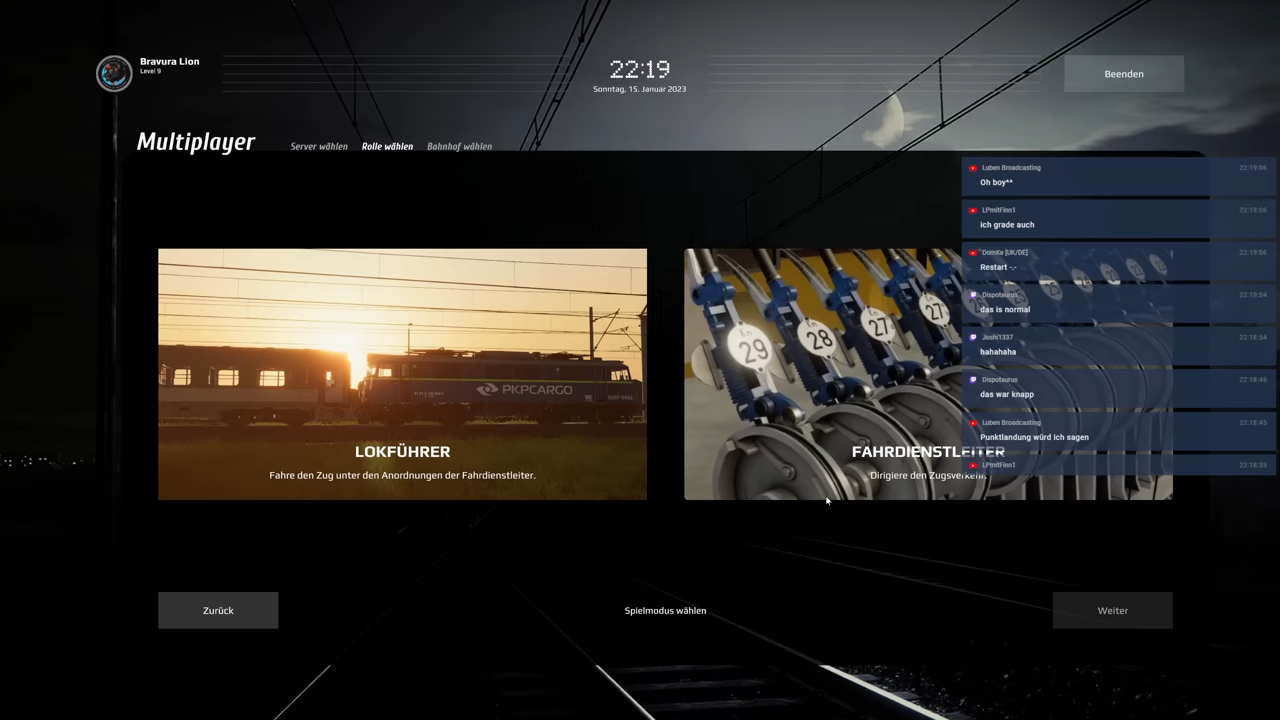 Bravura Lion
Level 9
22:19
Sonntag, 15. Januar 2023
Beenden
Multiplayer
Server wählen
Rolle wählen
Bahnhof wählen
Luben Broadcasting
22:19:06
Oh boy^^
LPmitFinn1
22:19:06
ich grade auch
DomKe [UK/DE]
22:19:06
Restart -.-
Dispotaurus
22:19:04
das is normal
Joshi1337
22:18:54
hahahaha
Dispotaurus
22:18:46
das war knapp
Luben Broadcasting
22:18:45
Punktlandung würd ich sagen
LPmitFinn1
22:18:35
PKPCARGO
LOKFÜHRER
Fahre den Zug unter den Anordnungen der Fahrdienstleiter.
29
28
27
27
FAHRDIENSTLEITER
Dirigiere den Zugsverkehr.
Zurück
Spielmodus wählen
Weiter